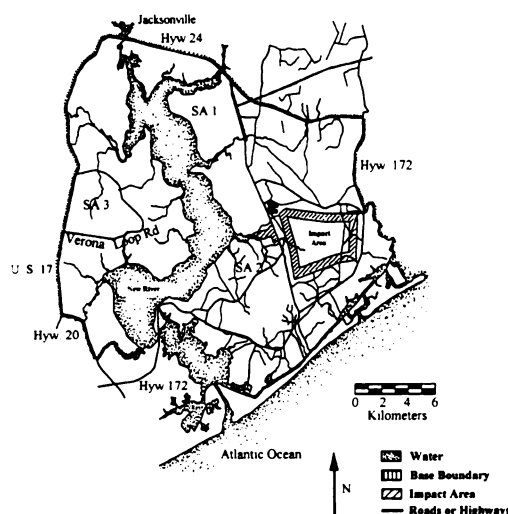 Jacksonville
Hyw 24
SA 1
Hyw 172
SA 3
Impact
Area
Verona Loop Rd
SA 2
U S 17
New River
Hyw 20
Hyw 172
0 2 4 6
Kilometers
Atlantic Ocean
N
Water
Base Boundary
Impact Area
Roads or Highways